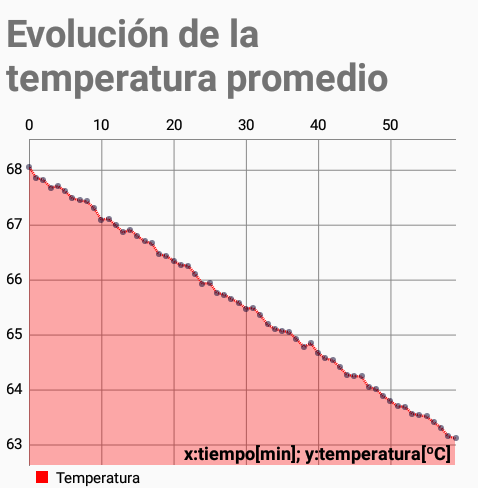 Evolución de la
temperatura promedio
0 10 20 30 40 50
68
67
66
65
64
63
x:tiempo[min]; y:temperatura[ºC]
Temperatura